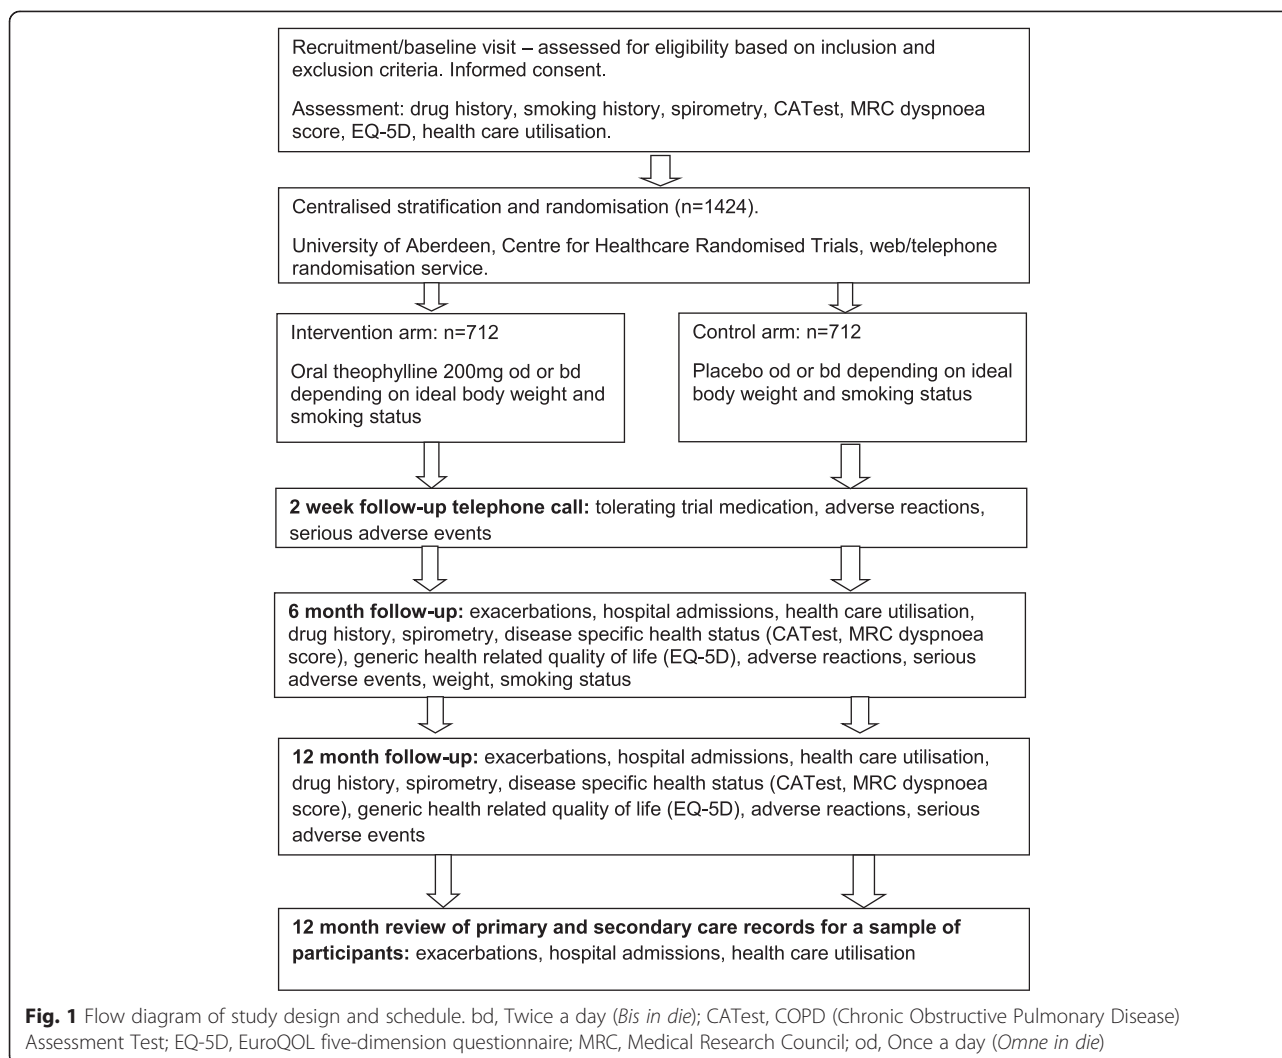 Recruitment/baseline visit – assessed for eligibility based on inclusion and
exclusion criteria. Informed consent.
Assessment: drug history, smoking history, spirometry, CATest, MRC dyspnoea
score, EQ-5D, health care utilisation.
Centralised stratification and randomisation (n=1424).
University of Aberdeen, Centre for Healthcare Randomised Trials, web/telephone
randomisation service.
Intervention arm: n=712
Oral theophylline 200mg od or bd
depending on ideal body weight and
smoking status
Control arm: n=712
Placebo od or bd depending on ideal
body weight and smoking status
2 week follow-up telephone call: tolerating trial medication, adverse reactions,
serious adverse events
6 month follow-up: exacerbations, hospital admissions, health care utilisation,
drug history, spirometry, disease specific health status (CATest, MRC dyspnoea
score), generic health related quality of life (EQ-5D), adverse reactions, serious
adverse events, weight, smoking status
12 month follow-up: exacerbations, hospital admissions, health care utilisation,
drug history, spirometry, disease specific health status (CATest, MRC dyspnoea
score), generic health related quality of life (EQ-5D), adverse reactions, serious
adverse events
12 month review of primary and secondary care records for a sample of
participants: exacerbations, hospital admissions, health care utilisation
Fig. 1 Flow diagram of study design and schedule. bd, Twice a day (Bis in die); CATest, COPD (Chronic Obstructive Pulmonary Disease)
Assessment Test; EQ-5D, EuroQOL five-dimension questionnaire; MRC, Medical Research Council; od, Once a day (Omne in die)